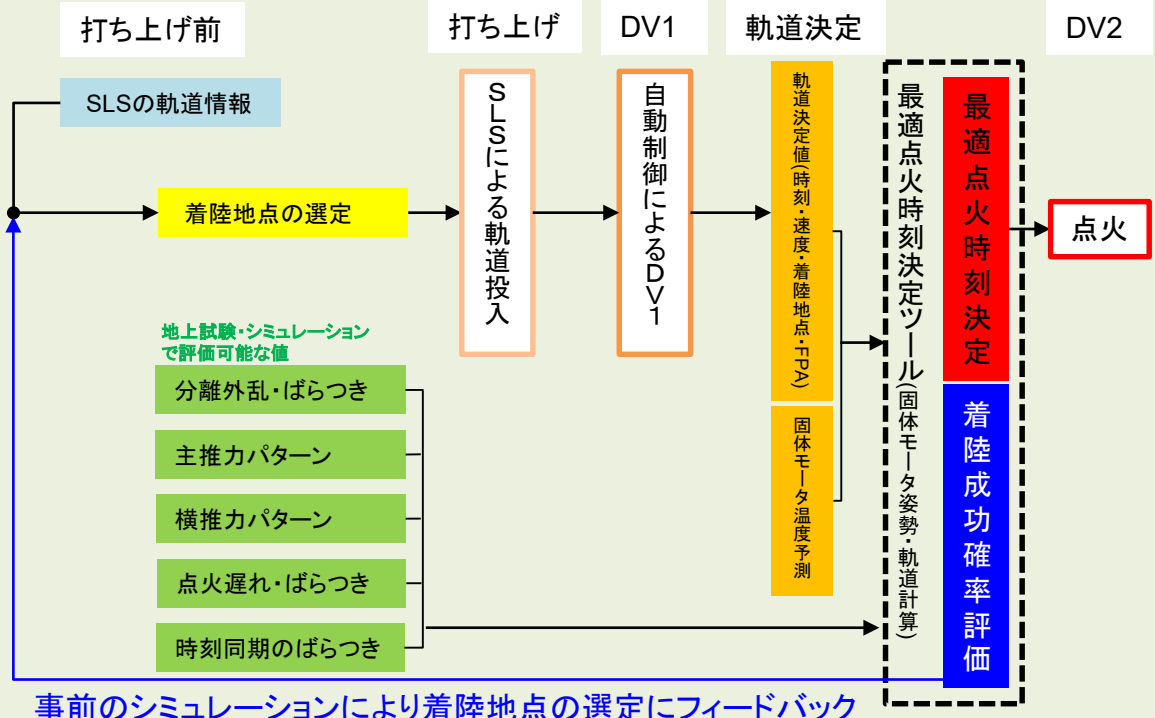 打ち上げ前
打ち上げ
DV1
軌道決定
DV2
SLSの軌道情報
着陸地点の選定
SLSによる軌道投入
自動制御によるDV1
軌道決定値(時刻・速度・着陸地点・FPA)
固体モータ温度予測
最適点火時刻決定ツール(固体モータ姿勢・軌道計算)
最適点火時刻決定
着陸成功確率評価
点火
地上試験・シミュレーション
で評価可能な値
分離外乱・ばらつき
主推力パターン
横推力パターン
点火遅れ・ばらつき
時刻同期のばらつき
事前のシミュレーションにより着陸地点の選定にフィードバック